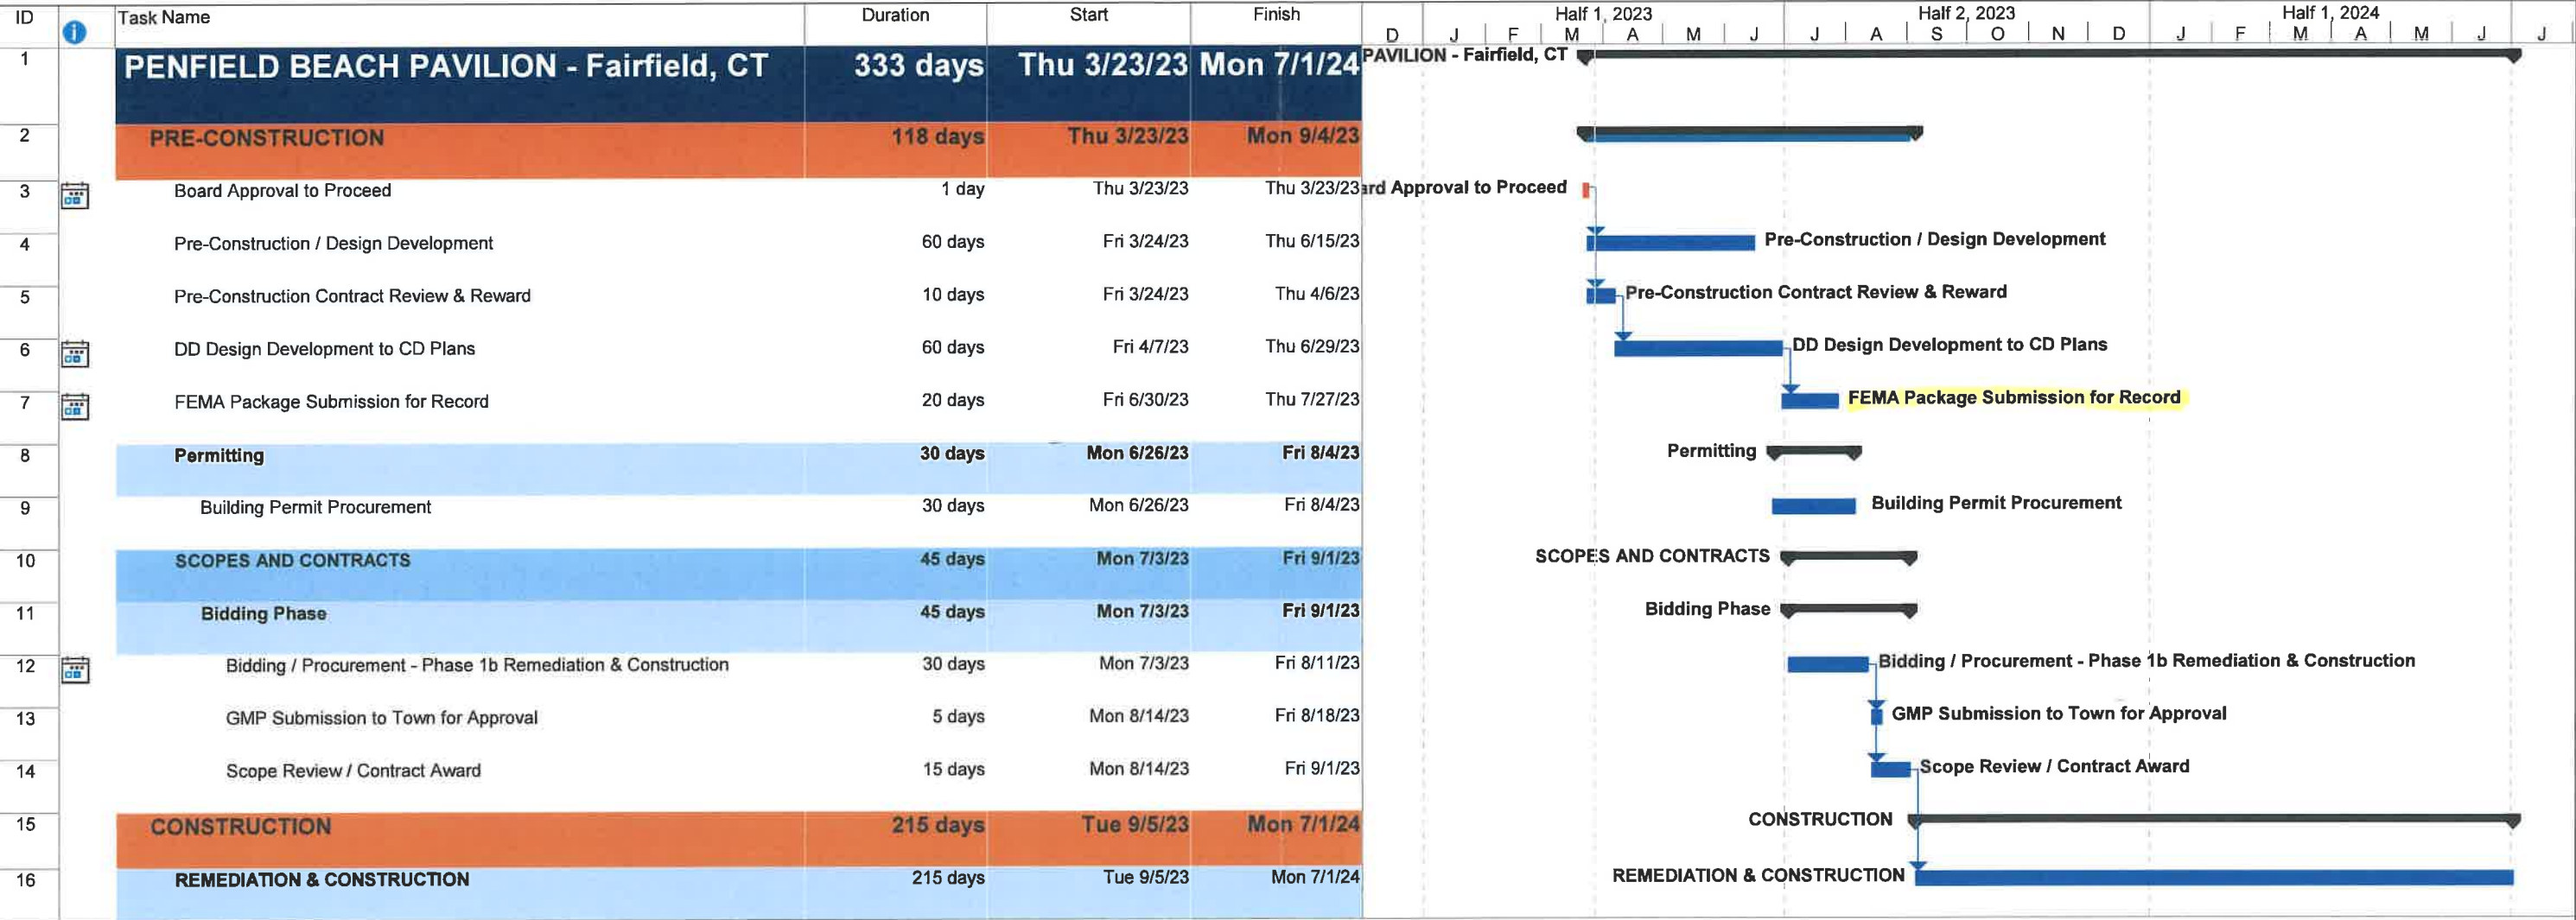 ID Task Name Duration Start Finish Half 1, 2023 Half 2, 2023 Half 1, 2024
D J F M A M J J A S O N D J F M A M J J
1 PENFIELD BEACH PAVILION - Fairfield, CT 333 days Thu 3/23/23 Mon 7/1/24 PAVILION - Fairfield, CT
2 PRE-CONSTRUCTION 118 days Thu 3/23/23 Mon 9/4/23
3 Board Approval to Proceed 1 day Thu 3/23/23 Thu 3/23/23 ard Approval to Proceed
4 Pre-Construction / Design Development 60 days Fri 3/24/23 Thu 6/15/23 Pre-Construction / Design Development
5 Pre-Construction Contract Review & Reward 10 days Fri 3/24/23 Thu 4/6/23 Pre-Construction Contract Review & Reward
6 DD Design Development to CD Plans 60 days Fri 4/7/23 Thu 6/29/23 DD Design Development to CD Plans
7 FEMA Package Submission for Record 20 days Fri 6/30/23 Thu 7/27/23 FEMA Package Submission for Record
8 Permitting 30 days Mon 6/26/23 Fri 8/4/23 Permitting
9 Building Permit Procurement 30 days Mon 6/26/23 Fri 8/4/23 Building Permit Procurement
10 SCOPES AND CONTRACTS 45 days Mon 7/3/23 Fri 9/1/23 SCOPES AND CONTRACTS
11 Bidding Phase 45 days Mon 7/3/23 Fri 9/1/23 Bidding Phase
12 Bidding / Procurement - Phase 1b Remediation & Construction 30 days Mon 7/3/23 Fri 8/11/23 Bidding / Procurement - Phase 1b Remediation & Construction
13 GMP Submission to Town for Approval 5 days Mon 8/14/23 Fri 8/18/23 GMP Submission to Town for Approval
14 Scope Review / Contract Award 15 days Mon 8/14/23 Fri 9/1/23 Scope Review / Contract Award
15 CONSTRUCTION 215 days Tue 9/5/23 Mon 7/1/24 CONSTRUCTION
16 REMEDIATION & CONSTRUCTION 215 days Tue 9/5/23 Mon 7/1/24 REMEDIATION & CONSTRUCTION